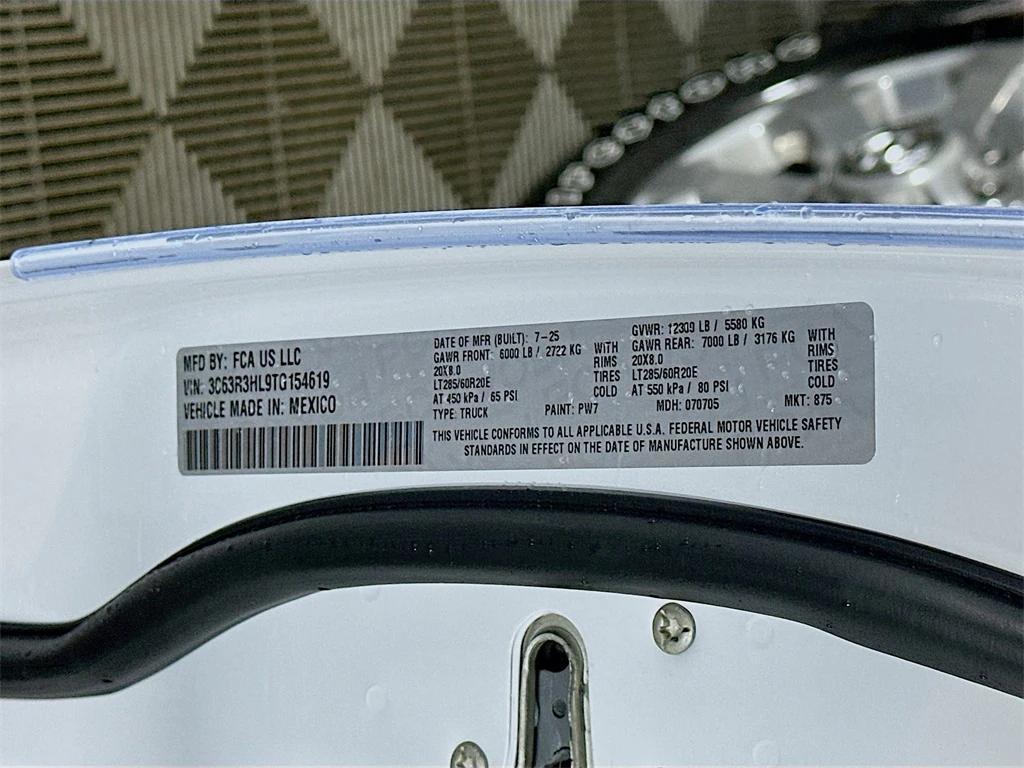 MFD BY: FCA US LLC
VIN: 3C63R3HL9TG154619
VEHICLE MADE IN: MEXICO
DATE OF MFR (BUILT): 7-25
GAWR FRONT: 6000 LB / 2722 KG
20X8.0
LT285/60R20E
AT 450 kPa / 65 PSI
WITH
RIMS
TIRES
COLD
TYPE: TRUCK
PAINT: PW7
GVWR: 12300 LB / 5580 KG
GAWR REAR: 7000 LB / 3176 KG
20X8.0
LT285/60R20E
AT 550 kPa / 80 PSI
WITH
RIMS
TIRES
COLD
MDH: 070705
MKT: 875
THIS VEHICLE CONFORMS TO ALL APPLICABLE U.S.A. FEDERAL MOTOR VEHICLE SAFETY
STANDARDS IN EFFECT ON THE DATE OF MANUFACTURE SHOWN ABOVE.